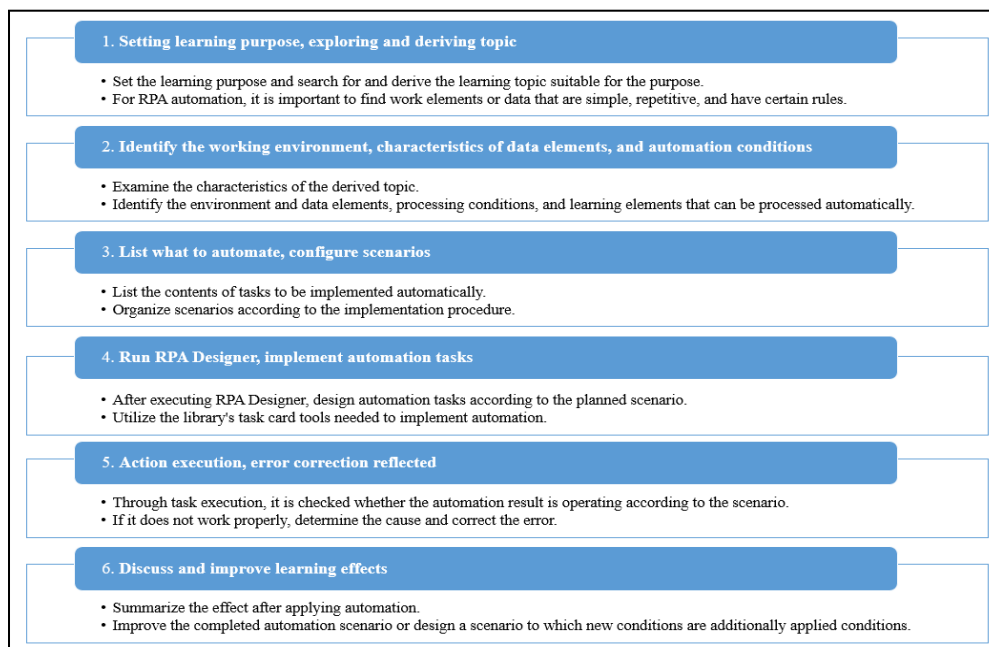 1. Setting learning purpose, exploring and deriving topic
• Set the learning purpose and search for and derive the learning topic suitable for the purpose.
• For RPA automation, it is important to find work elements or data that are simple, repetitive, and have certain rules.
2. Identify the working environment, characteristics of data elements, and automation conditions
• Examine the characteristics of the derived topic.
• Identify the environment and data elements, processing conditions, and learning elements that can be processed automatically.
3. List what to automate, configure scenarios
• List the contents of tasks to be implemented automatically.
• Organize scenarios according to the implementation procedure.
4. Run RPA Designer, implement automation tasks
• After executing RPA Designer, design automation tasks according to the planned scenario.
• Utilize the library's task card tools needed to implement automation.
5. Action execution, error correction reflected
• Through task execution, it is checked whether the automation result is operating according to the scenario.
• If it does not work properly, determine the cause and correct the error.
6. Discuss and improve learning effects
• Summarize the effect after applying automation.
• Improve the completed automation scenario or design a scenario to which new conditions are additionally applied conditions.